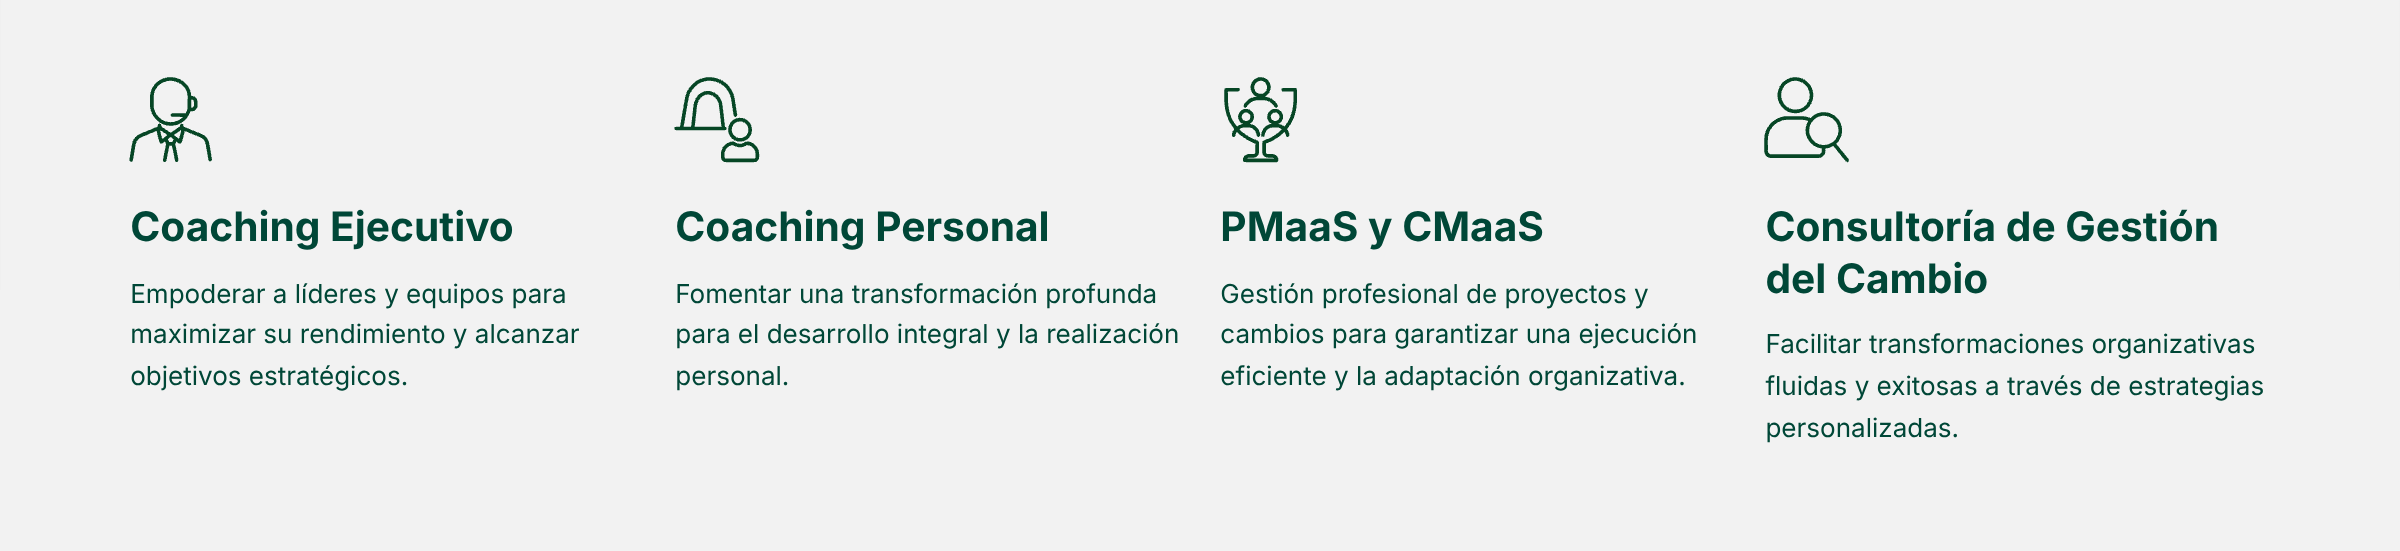 Coaching Ejecutivo
Empoderar a líderes y equipos para
maximizar su rendimiento y alcanzar
objetivos estratégicos.
Coaching Personal
Fomentar una transformación profunda
para el desarrollo integral y la realización
personal.
PMaaS y CMaaS
Gestión profesional de proyectos y
cambios para garantizar una ejecución
eficiente y la adaptación organizativa.
Consultoría de Gestión
del Cambio
Facilitar transformaciones organizativas
fluidas y exitosas a través de estrategias
personalizadas.